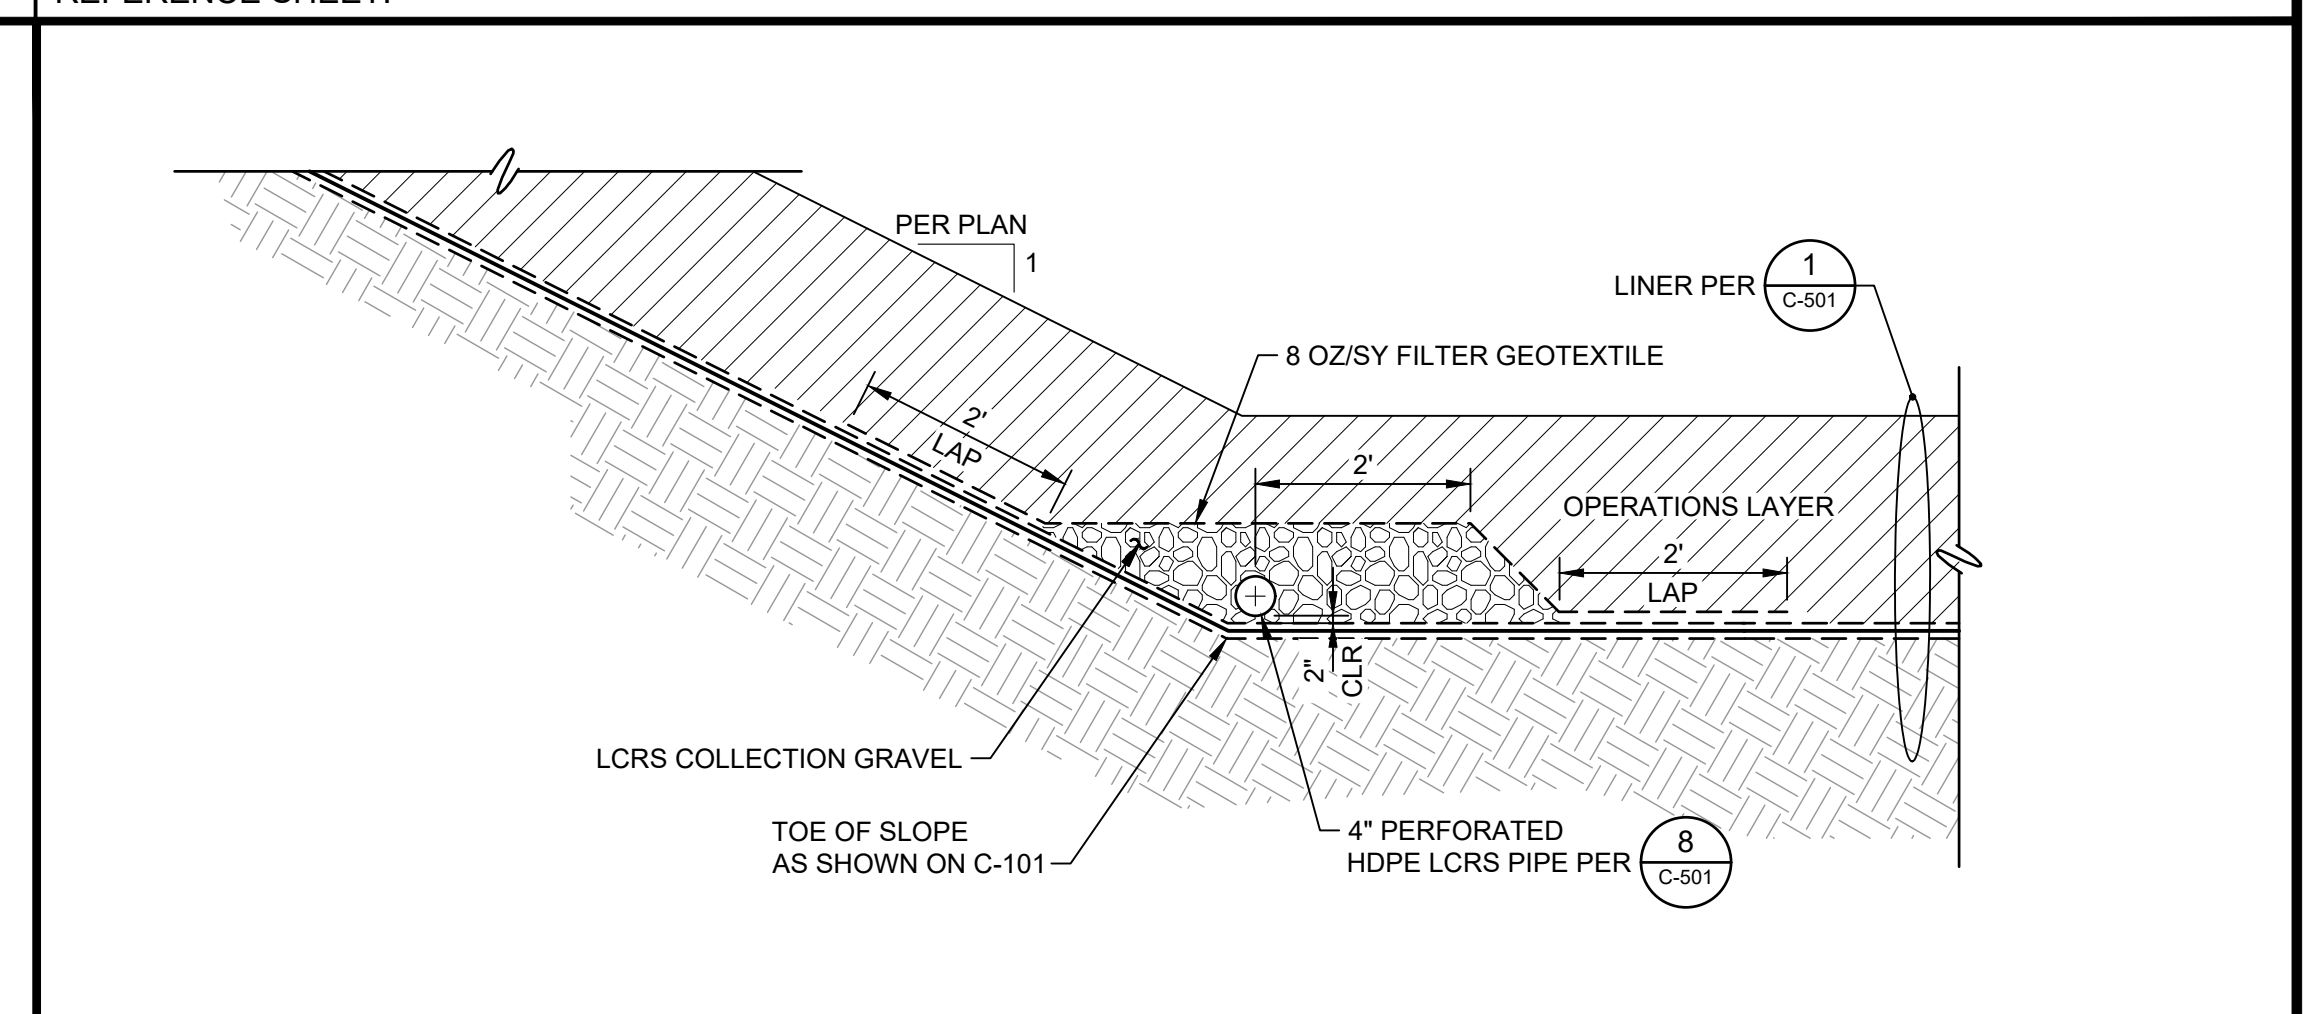 REFERENCE SHEET.
PER PLAN
1
1
LINER PER
C-501
8 OZ/SY FILTER GEOTEXTILE
2'
LAP
2'
OPERATIONS LAYER
2'
LAP
2"
CLR
LCRS COLLECTION GRAVEL
TOE OF SLOPE
AS SHOWN ON C-101
4" PERFORATED
HDPE LCRS PIPE PER
8
C-501